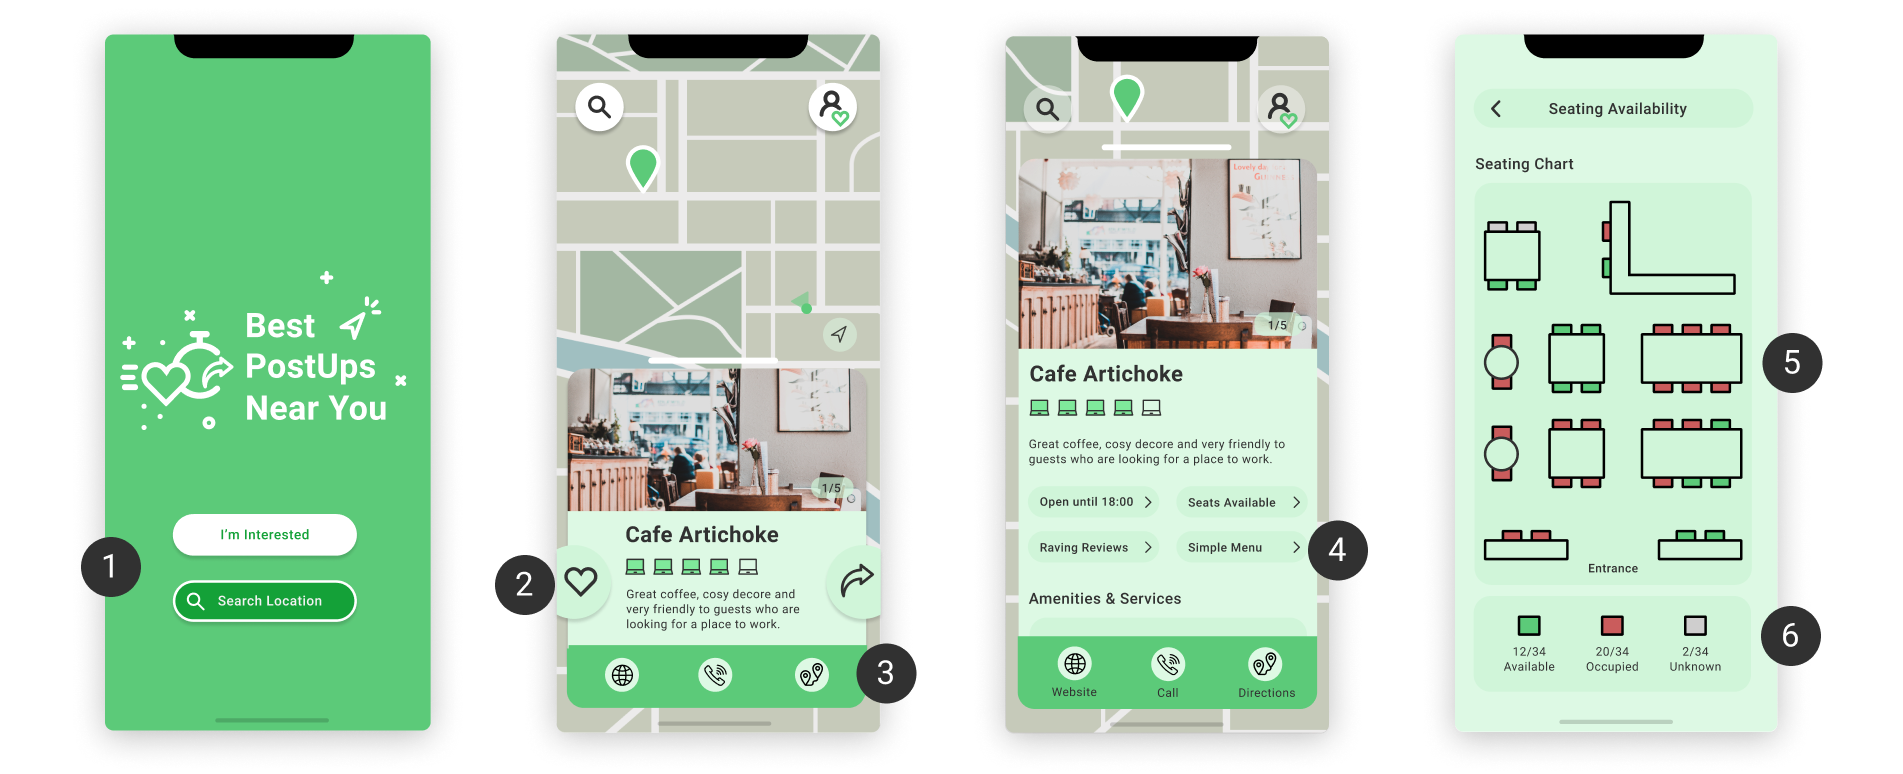 Best
PostUps
Near You
I'm Interested
Search Location
1
1/5
Cafe Artichoke
Great coffee, cosy decore and
very friendly to guests who are
looking for a place to work.
2
3
Lovely
1/5
Cafe Artichoke
Great coffee, cosy decore and very friendly to
guests who are looking for a place to work.
Open until 18:00
Seats Available
Raving Reviews
Simple Menu
4
Amenities & Services
Website
Call
Directions
Seating Availability
Seating Chart
5
Entrance
12/34
Available
20/34
Occupied
2/34
Unknown
6